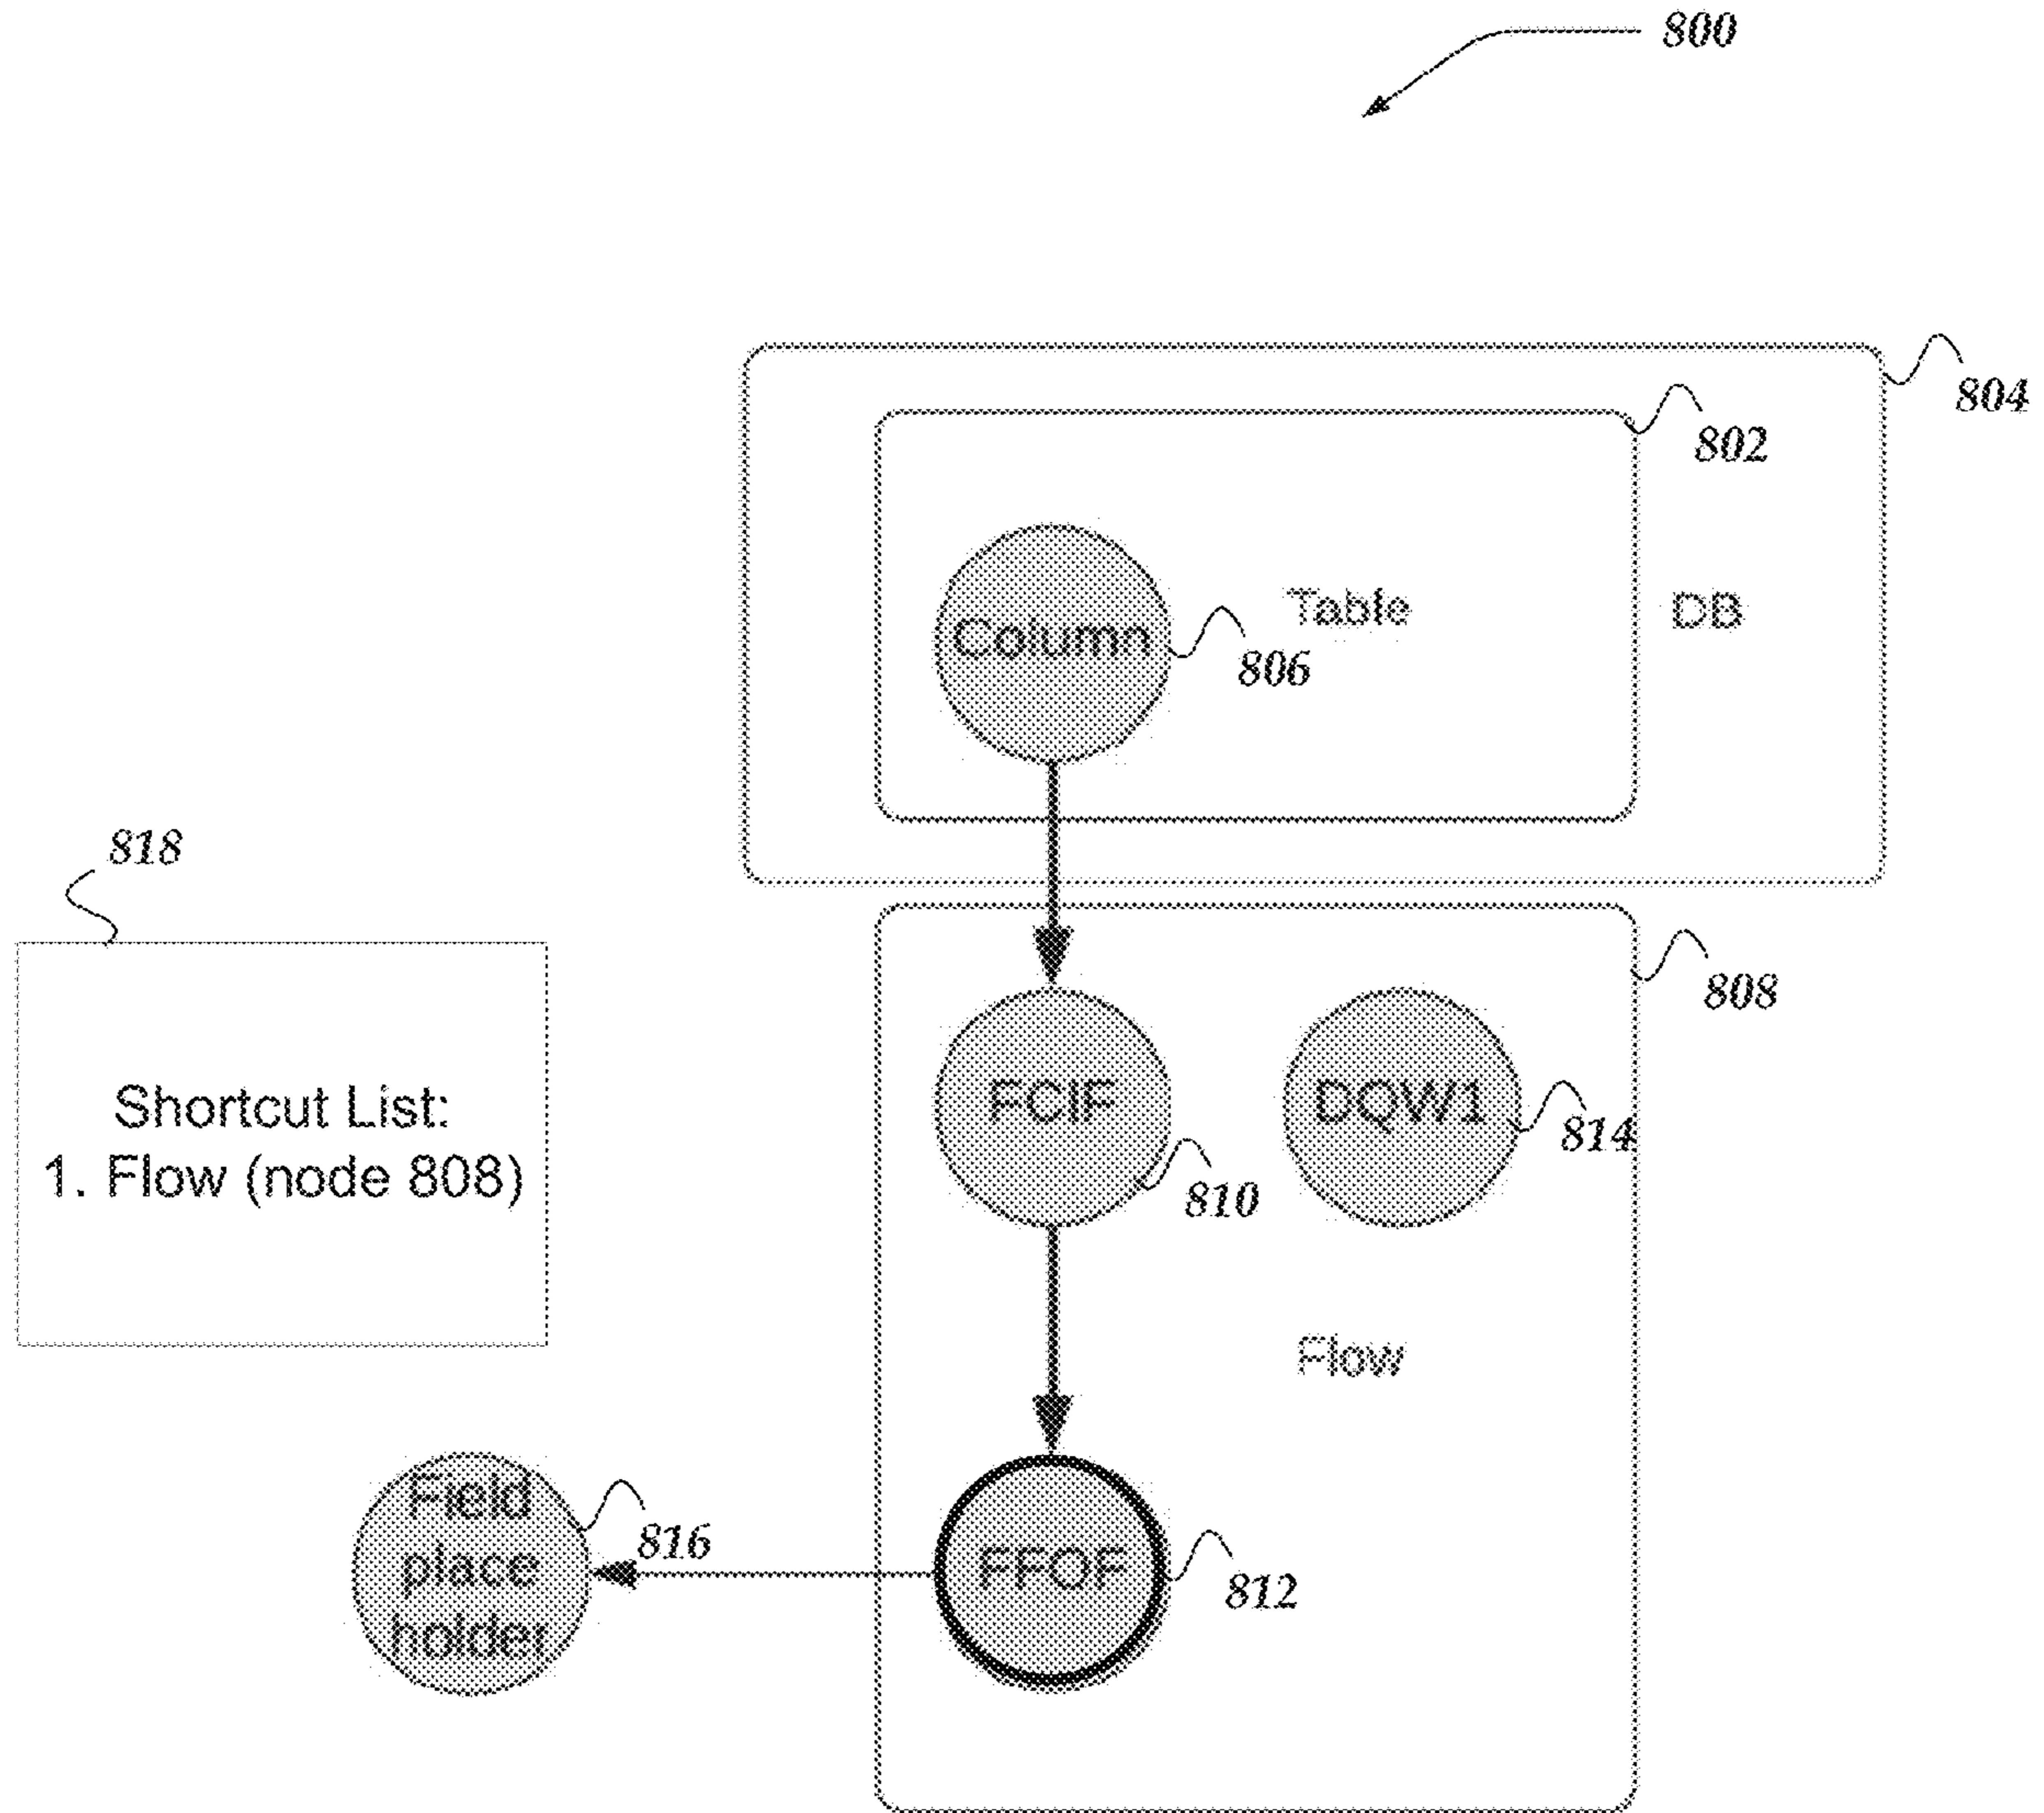 800
804
802
Column
Table
DB
806
818
808
Shortcut List:
1. Flow (node 808)
FCIF
DQW1
814
810
Flow
Field
place
holder
816
FFOF
812